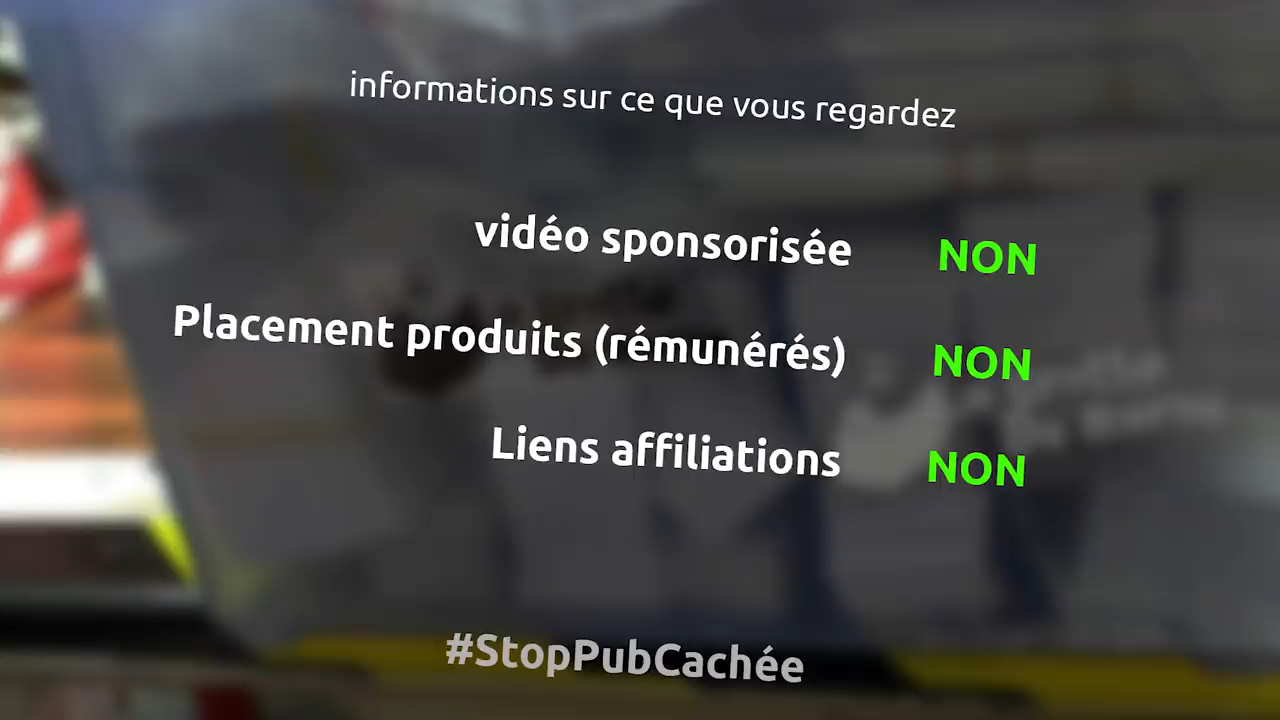 informations sur ce que vous regardez
vidéo sponsorisée NON
Placement produits (rémunérés) NON
Liens affiliations NON
#StopPubCachée